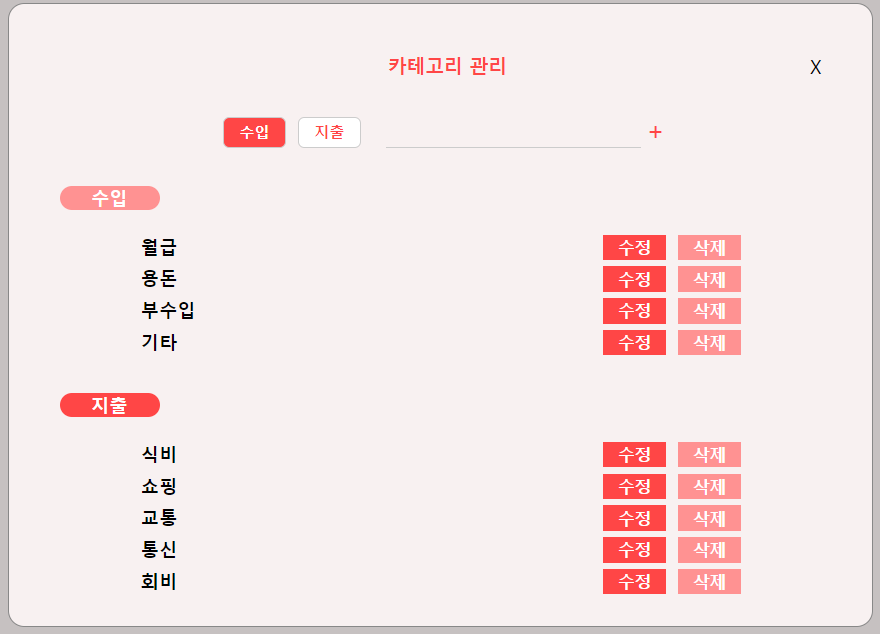 카테고리 관리 X
수입 지출 +
수입
월급 수정 삭제
용돈 수정 삭제
부수입 수정 삭제
기타 수정 삭제
지출
식비 수정 삭제
쇼핑 수정 삭제
교통 수정 삭제
통신 수정 삭제
회비 수정 삭제